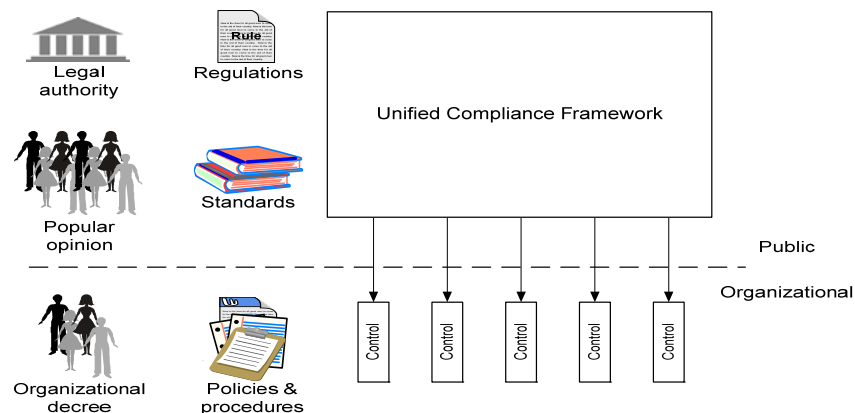 Rule
Legal
authority
Regulations
Unified Compliance Framework
Popular
opinion
Standards
Public
Organizational
Control
Control
Control
Control
Control
Organizational
decree
Policies &
procedures